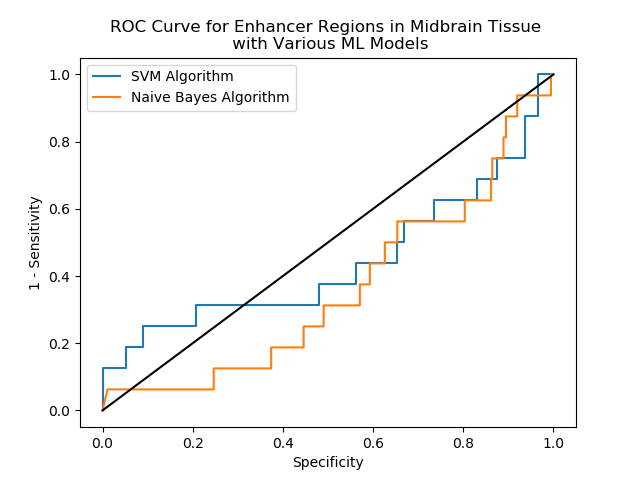 ROC Curve for Enhancer Regions in Midbrain Tissue
with Various ML Models
SVM Algorithm
Naive Bayes Algorithm
1.0
0.8
0.6
0.4
0.2
0.0
1 - Sensitivity
0.0 0.2 0.4 0.6 0.8 1.0
Specificity